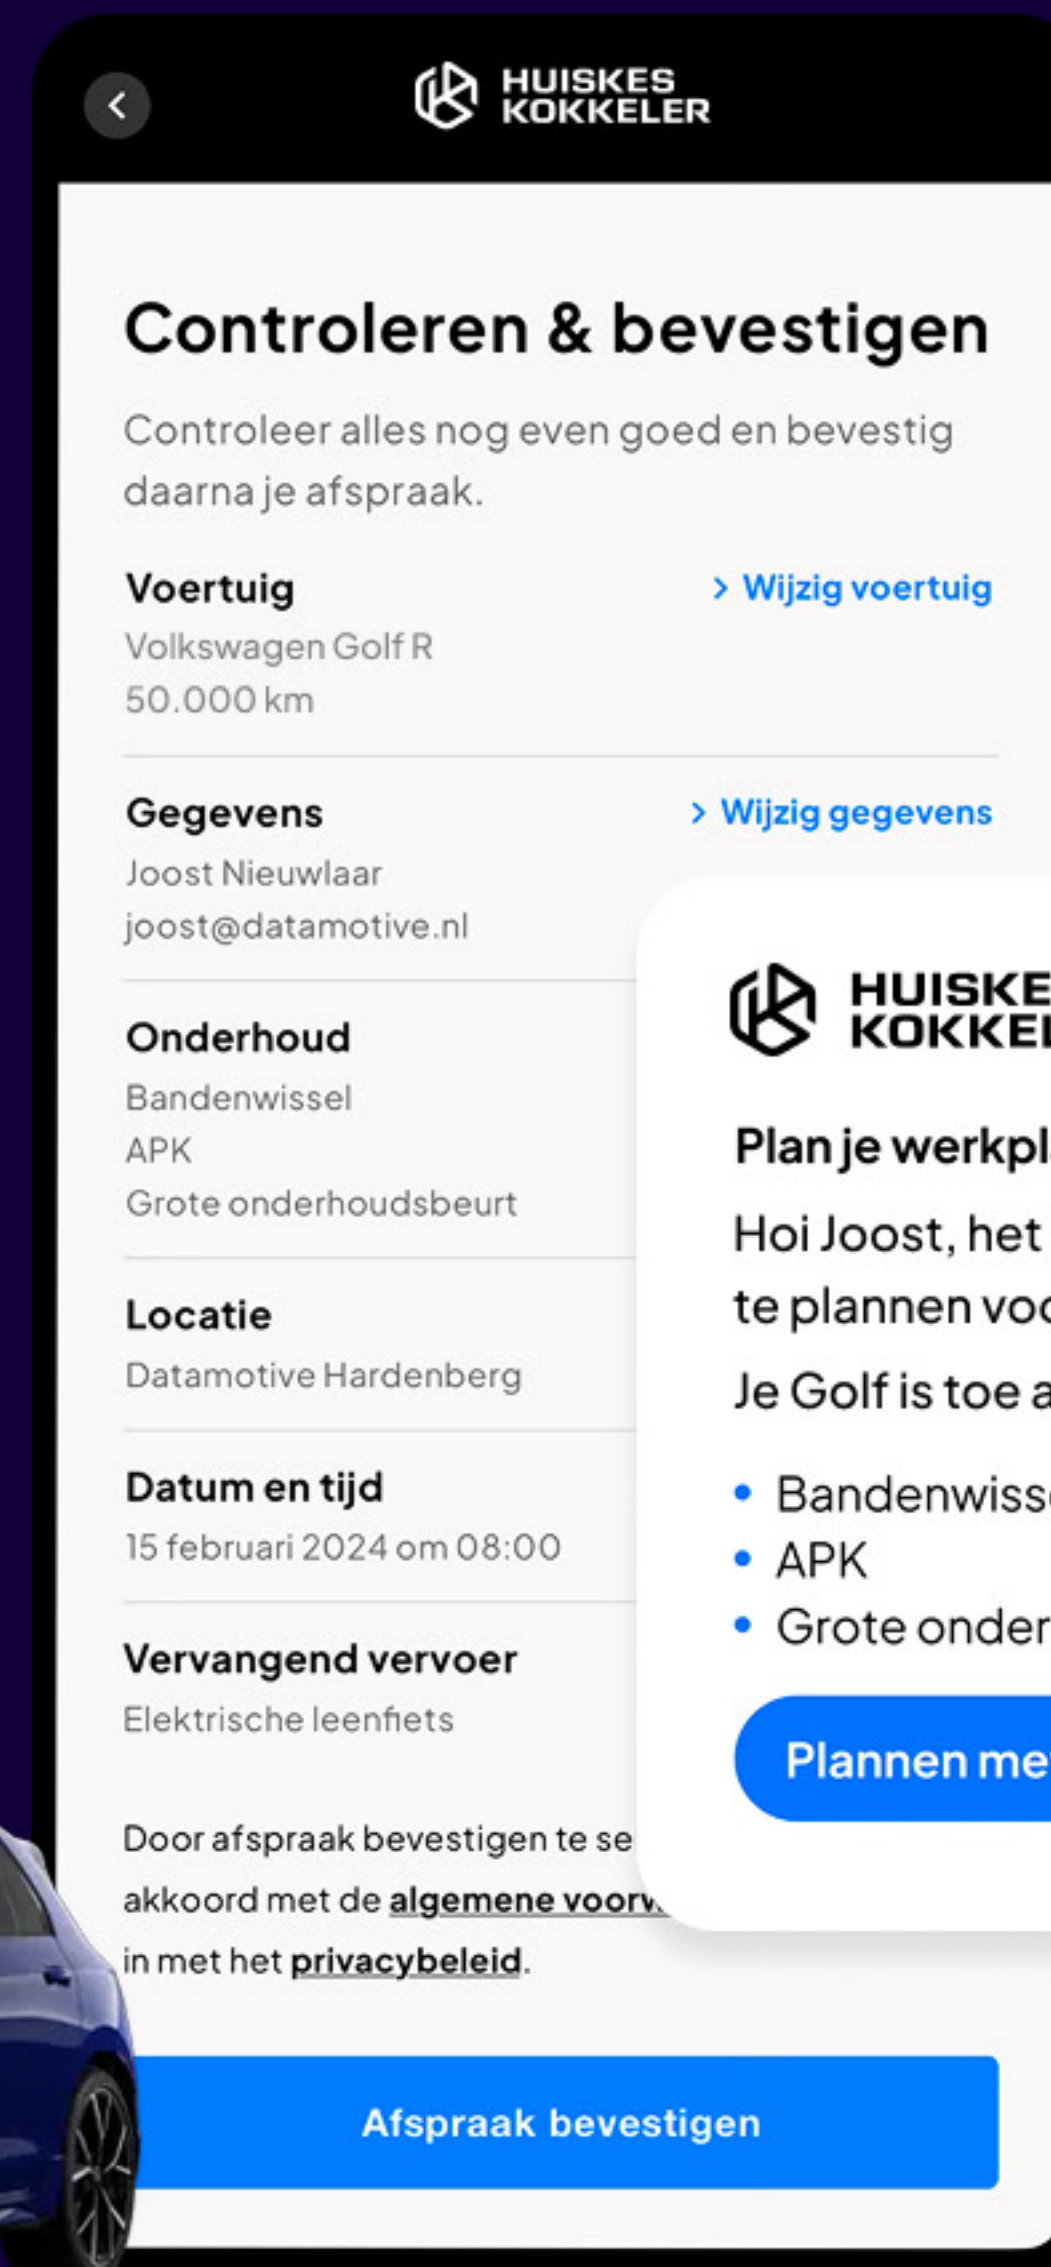 HUISKES
KOKKELER
Controleren & bevestigen
Controleer alles nog even goed en bevestig
daarna je afspraak.
Voertuig
> Wijzig voertuig
Volkswagen Golf R
50.000 km
Gegevens
> Wijzig gegevens
Joost Nieuwlaar
joost@datamotive.nl
Onderhoud
Bandenwissel
APK
Grote onderhoudsbeurt
Locatie
Datamotive Hardenberg
Datum en tijd
15 februari 2024 om 08:00
Vervangend vervoer
Elektrische leenfiets
Door afspraak bevestigen te se
akkoord met de algemene voorw
in met het privacybeleid.
Afspraak bevestigen
HUISKE
KOKKEL
Plan je werkpla
Hoi Joost, het
te plannen voo
Je Golf is toe a
• Bandenwisse
• APK
• Grote onder
Plannen met